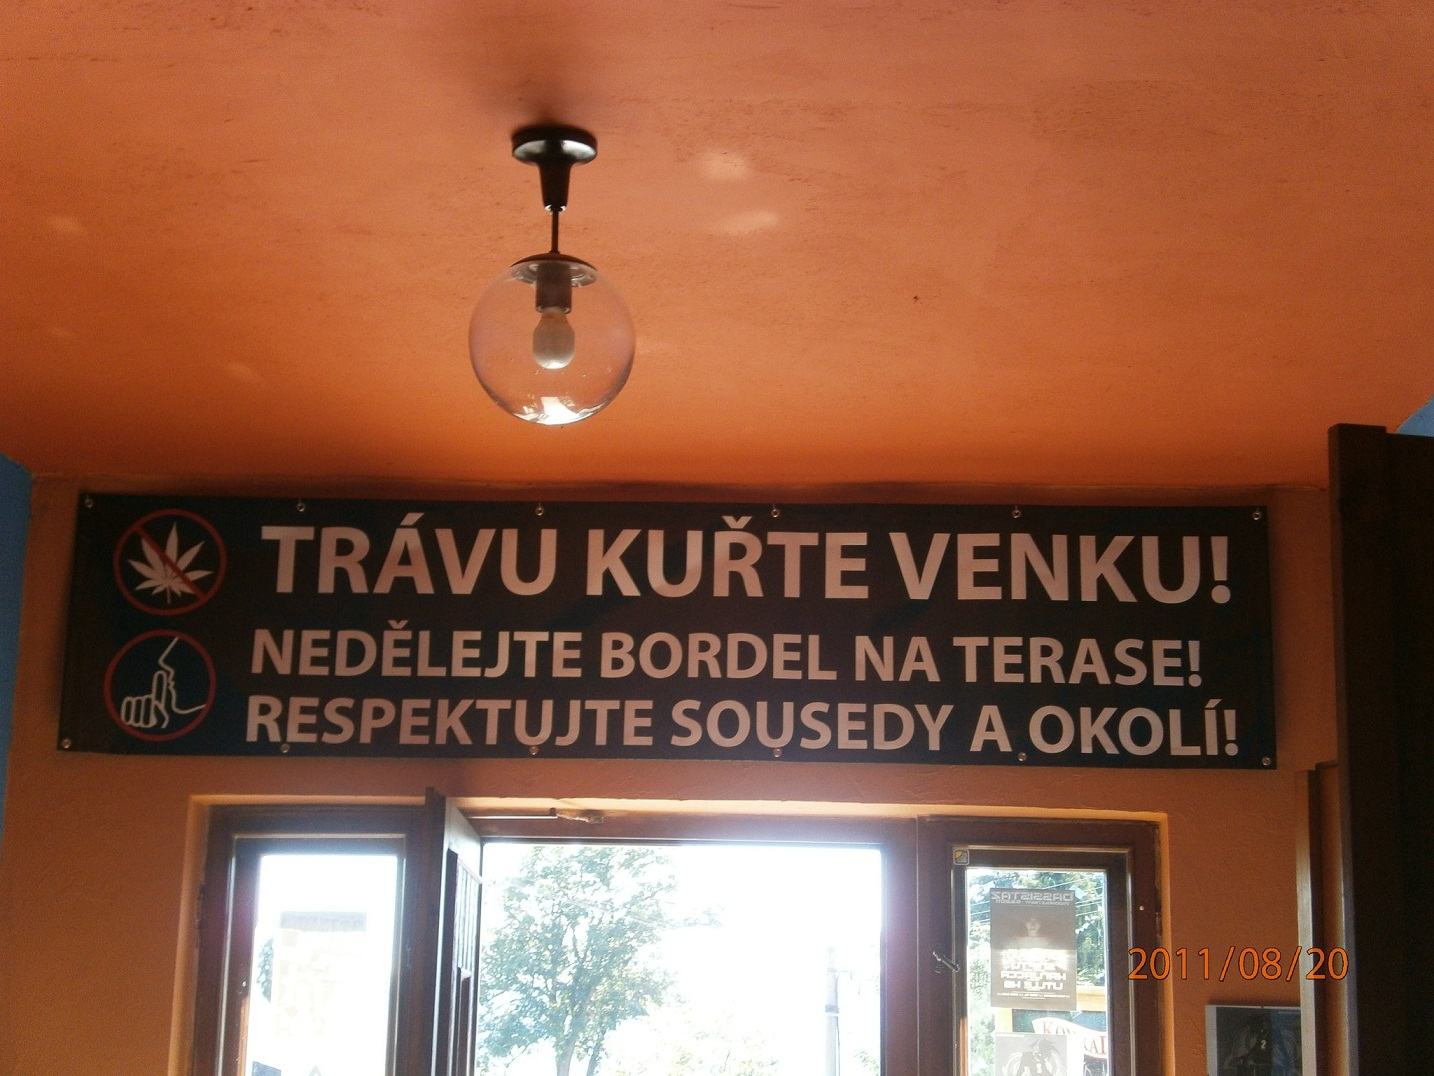 TRÁVU KUŘTE VENKU!
NEDĚLEJTE BORDEL NA TERASE!
RESPEKTUJTE SOUSEDY A OKOLÍ!
2011/08/20